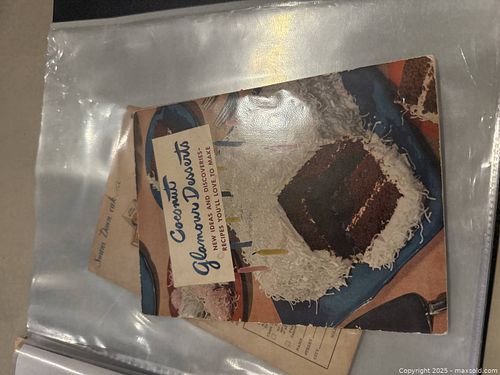 Coconut
Glamour Desserts
NEW IDEAS AND DISCOVERIES-
RECIPES YOU'LL LOVE TO MAKE
Copyright 2025 - maxsold.com